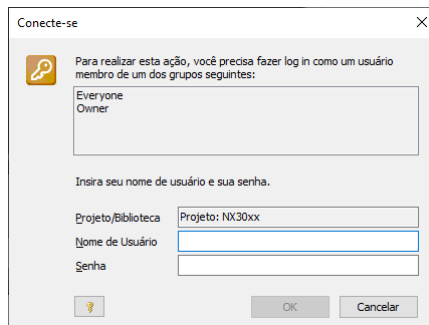 Conecte-se
Para realizar esta ação, você precisa fazer log in como um usuário
membro de um dos grupos seguintes:
Everyone
Owner
Insira seu nome de usuário e sua senha.
Projeto/Biblioteca Projeto: NX30xx
Nome de Usuário
Senha
OK Cancelar